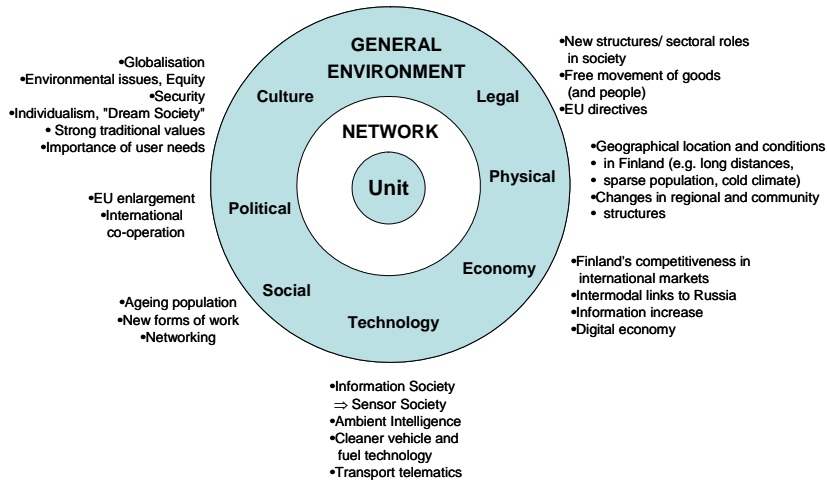 GENERAL
ENVIRONMENT
Culture
Legal
NETWORK
Unit
Physical
Political
Economy
Social
Technology
•Globalisation
•Environmental issues, Equity
•Security
•Individualism, "Dream Society"
• Strong traditional values
•Importance of user needs
•EU enlargement
•International
co-operation
•Ageing population
•New forms of work
•Networking
•New structures/ sectoral roles
in society
•Free movement of goods
(and people)
•EU directives
•Geographical location and conditions
• in Finland (e.g. long distances,
• sparse population, cold climate)
•Changes in regional and community
• structures
•Finland's competitiveness in
international markets
•Intermodal links to Russia
•Information increase
•Digital economy
•Information Society
⇒ Sensor Society
•Ambient Intelligence
•Cleaner vehicle and
fuel technology
•Transport telematics